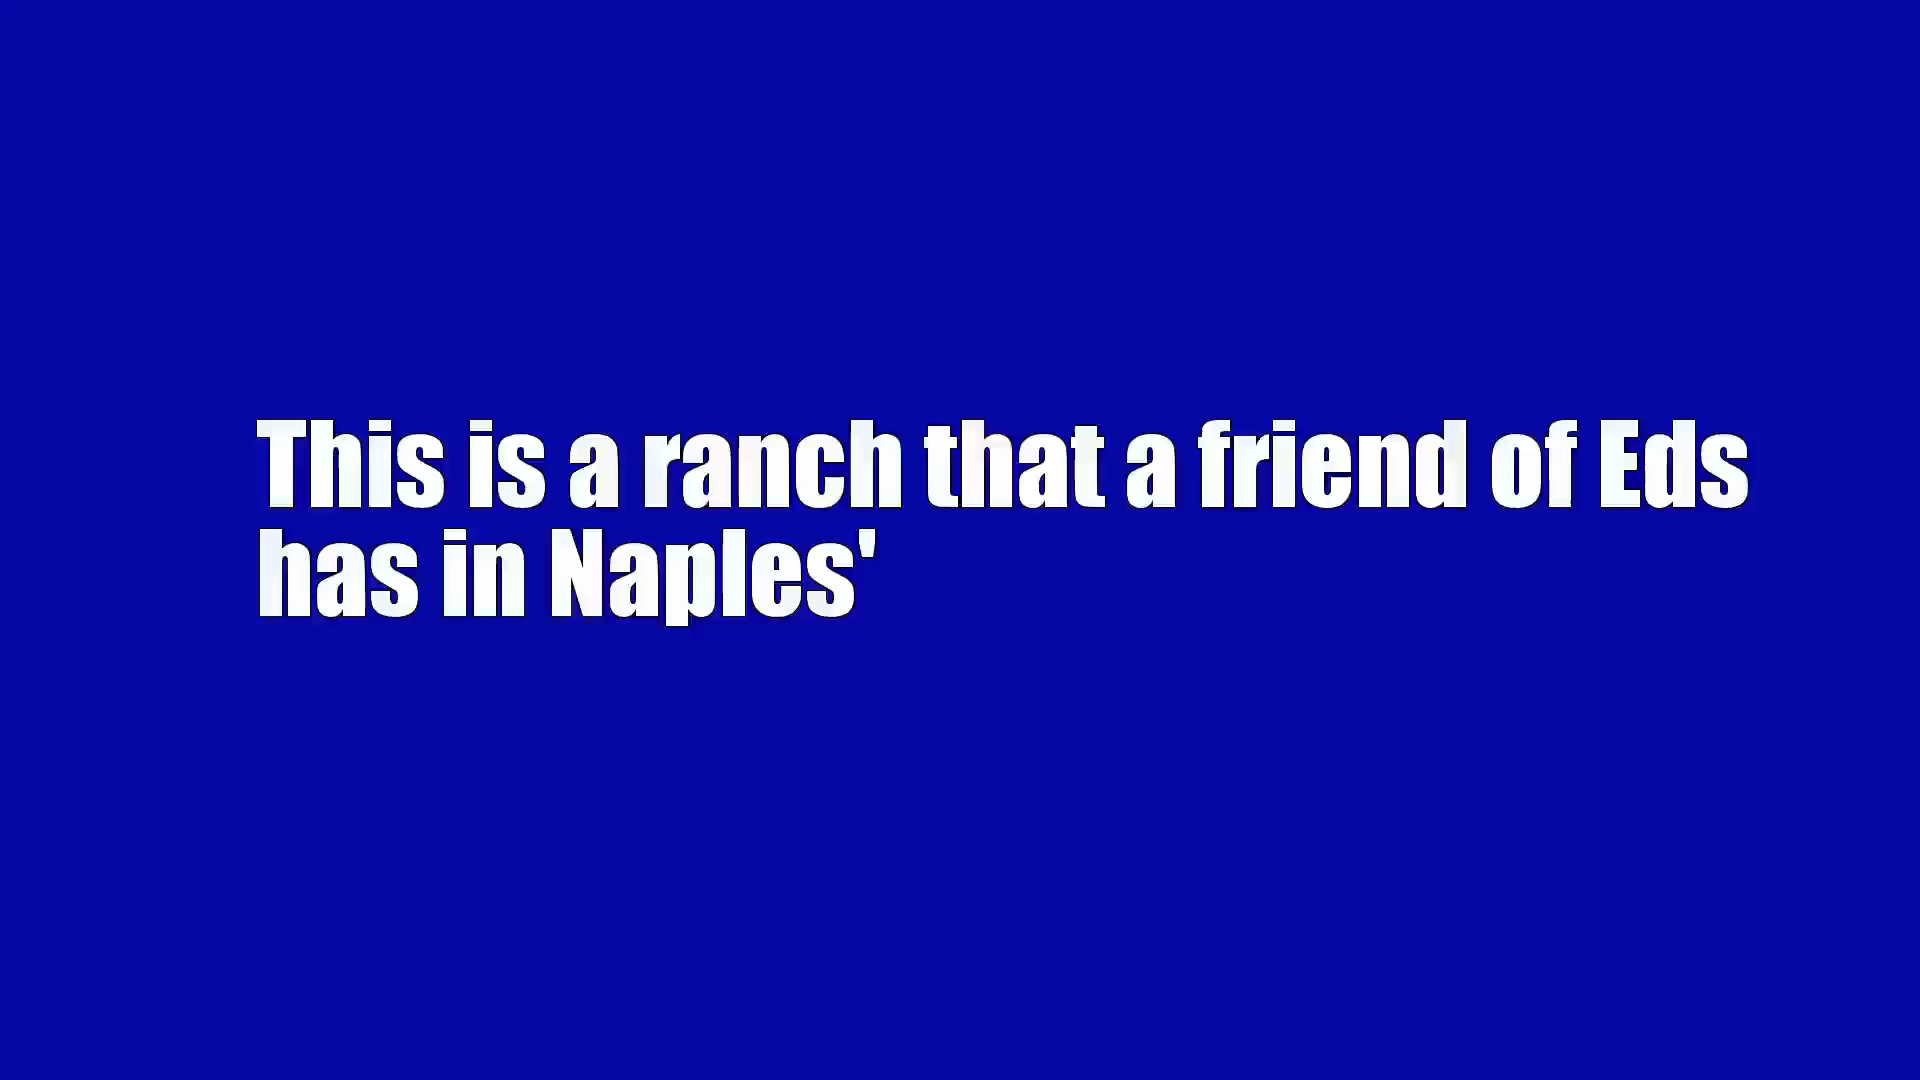 This is a ranch that a friend of Eds
has in Naples'